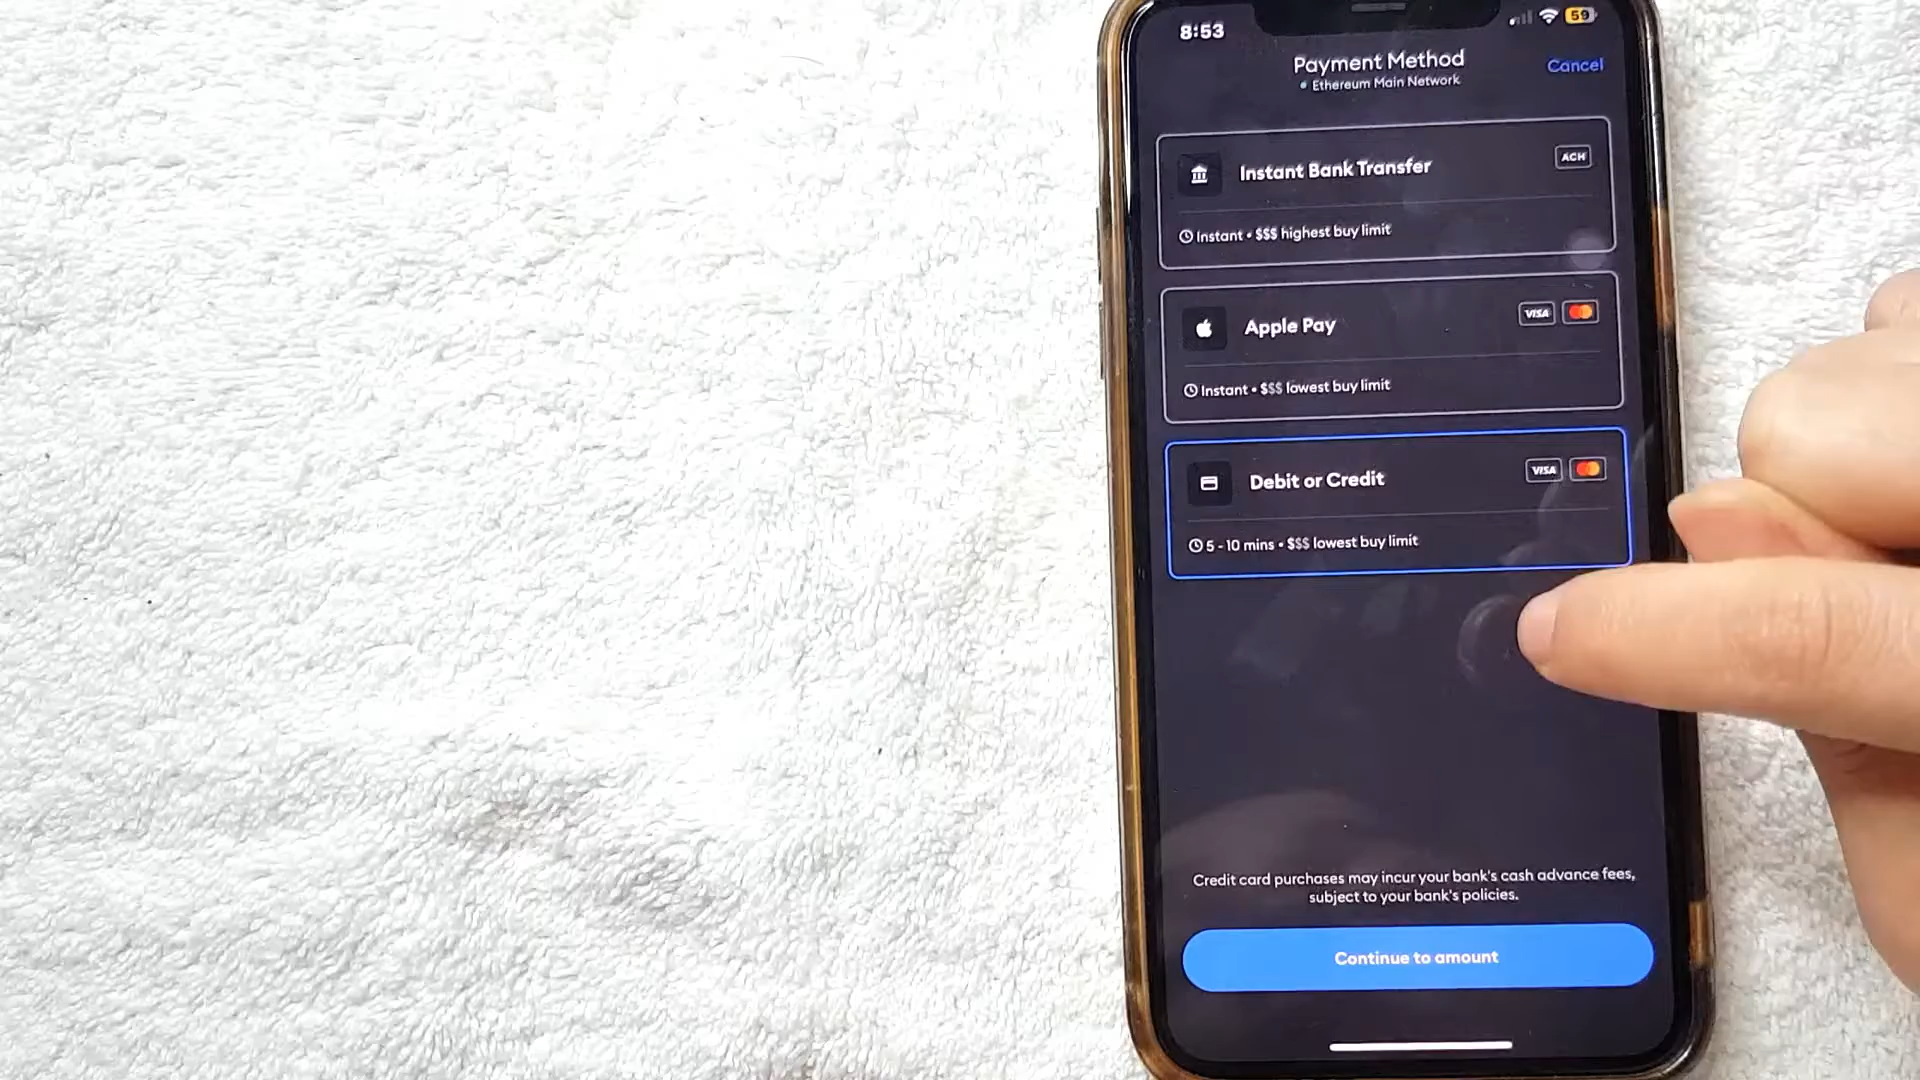 8:53
59
Payment Method
Ethereum Main Network
Cancel
Instant Bank Transfer
ACH
Instant • $$$ highest buy limit
Apple Pay
VISA
Instant • $$$ lowest buy limit
Debit or Credit
VISA
5 - 10 mins • $$$ lowest buy limit
Credit card purchases may incur your bank's cash advance fees,
subject to your bank's policies.
Continue to amount